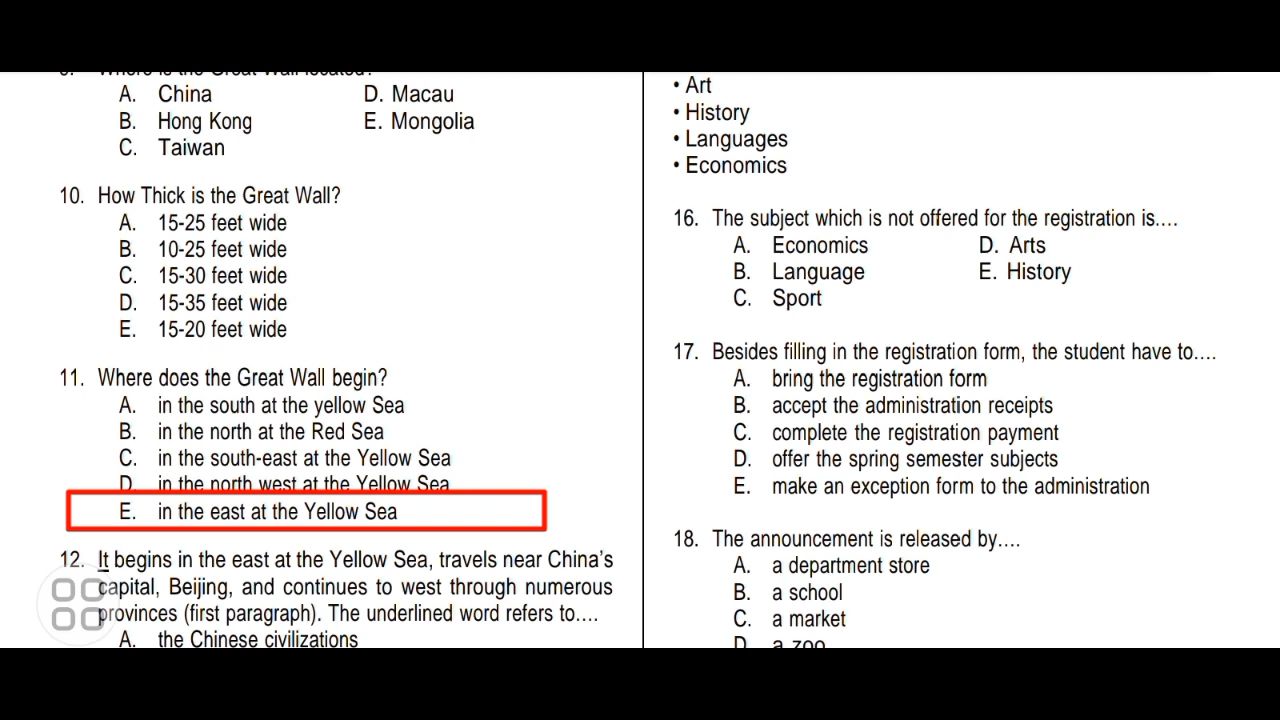 9. Where is the Great Wall located?
A. China D. Macau
B. Hong Kong E. Mongolia
C. Taiwan
10. How Thick is the Great Wall?
A. 15-25 feet wide
B. 10-25 feet wide
C. 15-30 feet wide
D. 15-35 feet wide
E. 15-20 feet wide
11. Where does the Great Wall begin?
A. in the south at the yellow Sea
B. in the north at the Red Sea
C. in the south-east at the Yellow Sea
D. in the north west at the Yellow Sea
E. in the east at the Yellow Sea
12. It begins in the east at the Yellow Sea, travels near China's
capital, Beijing, and continues to west through numerous
provinces (first paragraph). The underlined word refers to....
A. the Chinese civilizations
• Art
• History
• Languages
• Economics
16. The subject which is not offered for the registration is....
A. Economics D. Arts
B. Language E. History
C. Sport
17. Besides filling in the registration form, the student have to....
A. bring the registration form
B. accept the administration receipts
C. complete the registration payment
D. offer the spring semester subjects
E. make an exception form to the administration
18. The announcement is released by....
A. a department store
B. a school
C. a market
D. a zoo